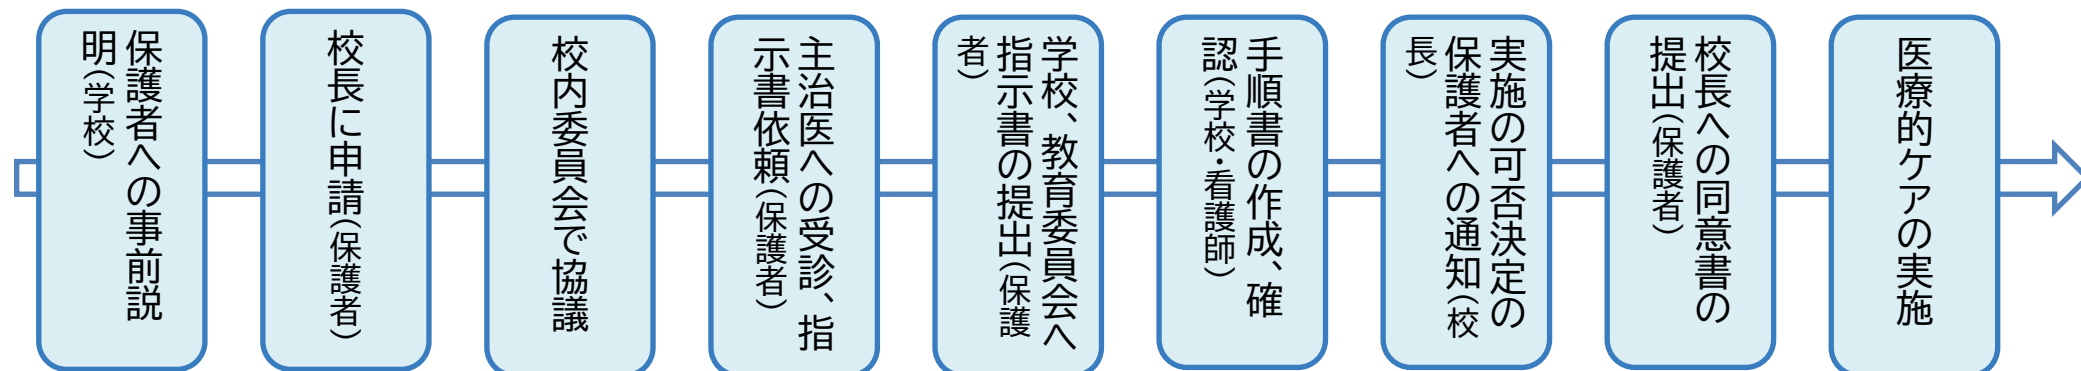 保護者への事前説
明（学校）
校長に申請（保護者）
校内委員会で協議
主治医への受診、指
示書依頼（保護者）
学校、教育委員会へ
指示書の提出（保護
者）
手順書の作成、確
認（学校・看護師）
実施の可否決定の
保護者への通知（校
長）
校長への同意書の
提出（保護者）
医療的ケアの実施